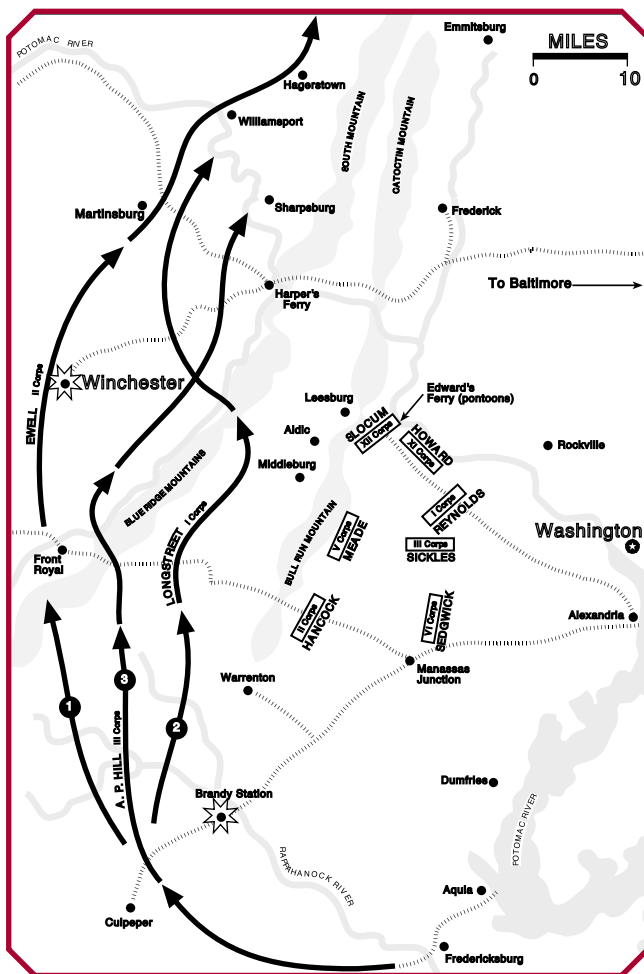 POTOMAC RIVER
Emmitsburg
MILES
0 10
Hagerstown
Williamsport
SOUTH MOUNTAIN
CATOCTIN MOUNTAIN
Martinsburg
Sharpsburg
Frederick
To Baltimore
Harper's
Ferry
EWELL II Corps
Winchester
Leesburg
Edward's
Ferry (pontoons)
SLOCUM
XII Corps
HOWARD
XI Corps
Aldic
Rockville
Middleburg
BLUE RIDGE MOUNTAINS
LONGSTREET I Corps
BULL RUN MOUNTAIN
V Corps
MEADE
I Corps
REYNOLDS
III Corps
SICKLES
Washington
Front
Royal
II Corps
HANCOCK
VI Corps
SEDGWICK
Alexandria
Manassas
Junction
Warrenton
1
3
2
A. P. HILL III Corps
Brandy Station
Dumfries
POTOMAC RIVER
RAPPAHANOCK RIVER
Culpeper
Aquia
Fredericksburg